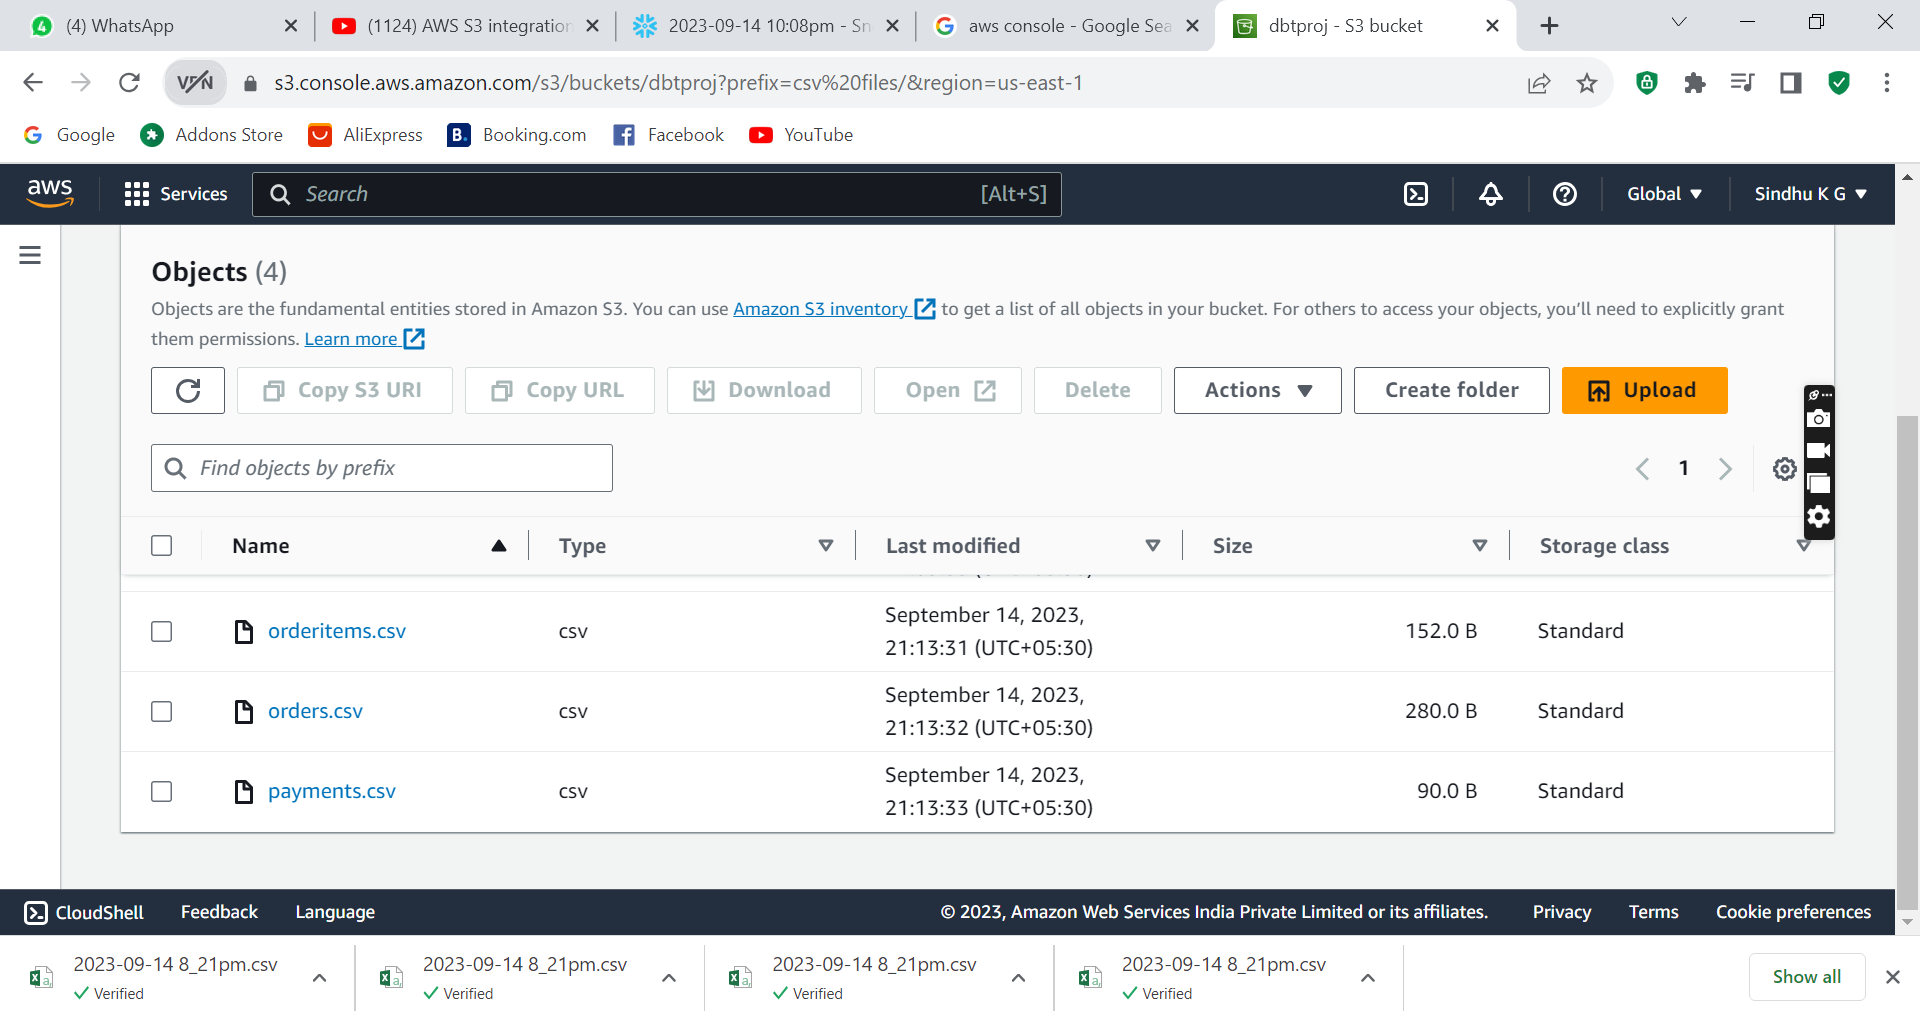 (4) WhatsApp
(1124) AWS S3 integration
2023-09-14 10:08pm - Sn
aws console - Google Sea
dbtproj - S3 bucket
VPN
s3.console.aws.amazon.com/s3/buckets/dbtproj?prefix=csv%20files/&region=us-east-1
Google
Addons Store
AliExpress
B. Booking.com
Facebook
YouTube
aws
Services
Search
[Alt+S]
Global
Sindhu K G
Objects (4)
Objects are the fundamental entities stored in Amazon S3. You can use Amazon S3 inventory to get a list of all objects in your bucket. For others to access your objects, you'll need to explicitly grant
them permissions. Learn more
Copy S3 URI
Copy URL
Download
Open
Delete
Actions
Create folder
Upload
Find objects by prefix
1
Name
Type
Last modified
Size
Storage class
orderitems.csv
csv
September 14, 2023,
21:13:31 (UTC+05:30)
152.0 B
Standard
orders.csv
csv
September 14, 2023,
21:13:32 (UTC+05:30)
280.0 B
Standard
payments.csv
csv
September 14, 2023,
21:13:33 (UTC+05:30)
90.0 B
Standard
CloudShell
Feedback
Language
© 2023, Amazon Web Services India Private Limited or its affiliates.
Privacy
Terms
Cookie preferences
2023-09-14 8_21pm.csv
Verified
2023-09-14 8_21pm.csv
Verified
2023-09-14 8_21pm.csv
Verified
2023-09-14 8_21pm.csv
Verified
Show all